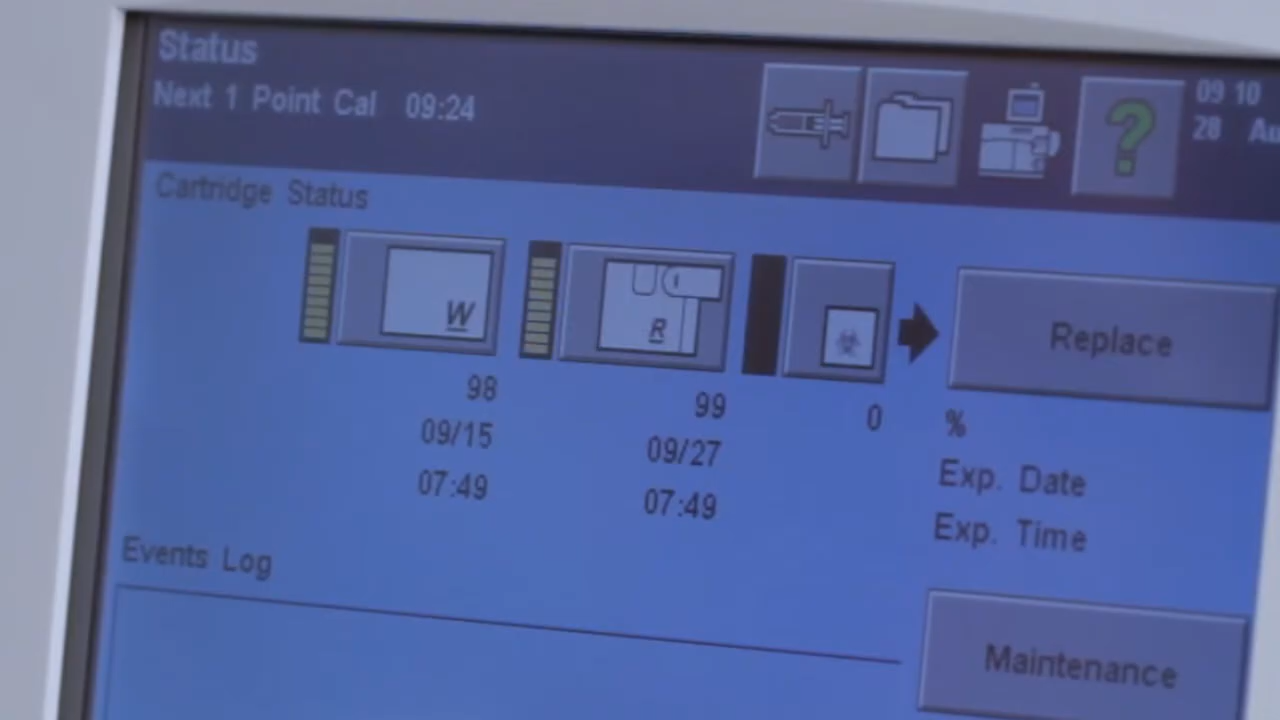 Status
Next 1 Point Cal 09:24
09 10
28
Cartridge Status
W
R
Replace
98 99 0 %
09/15 09/27 Exp. Date
07:49 07:49 Exp. Time
Events Log
Maintenance